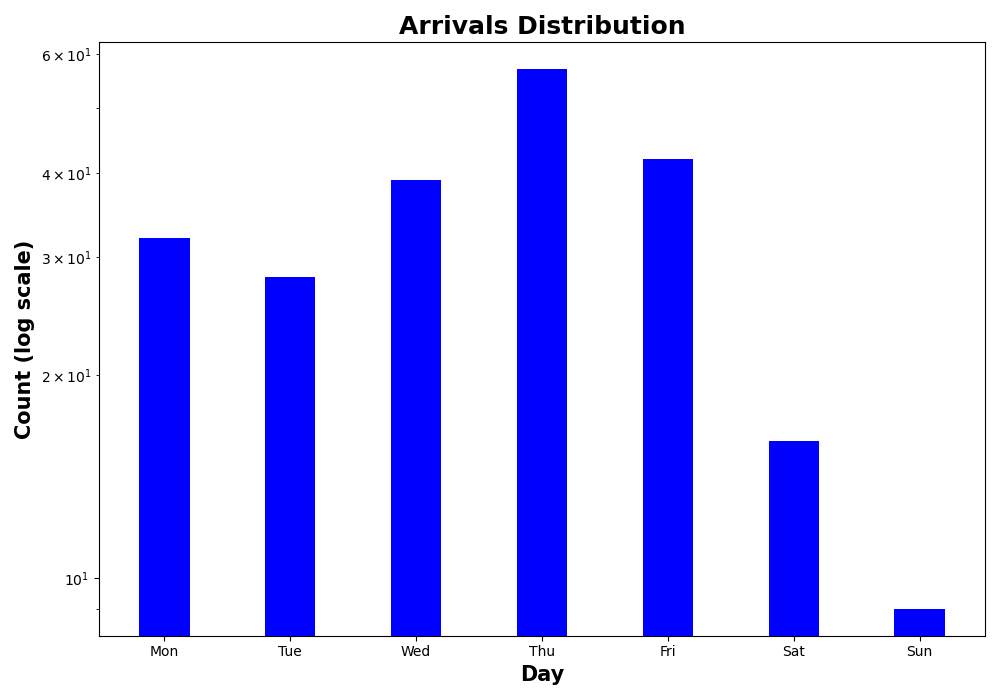 Arrivals Distribution
6 × 10¹
4 × 10¹
3 × 10¹
2 × 10¹
10¹
Count (log scale)
Mon Tue Wed Thu Fri Sat Sun
Day